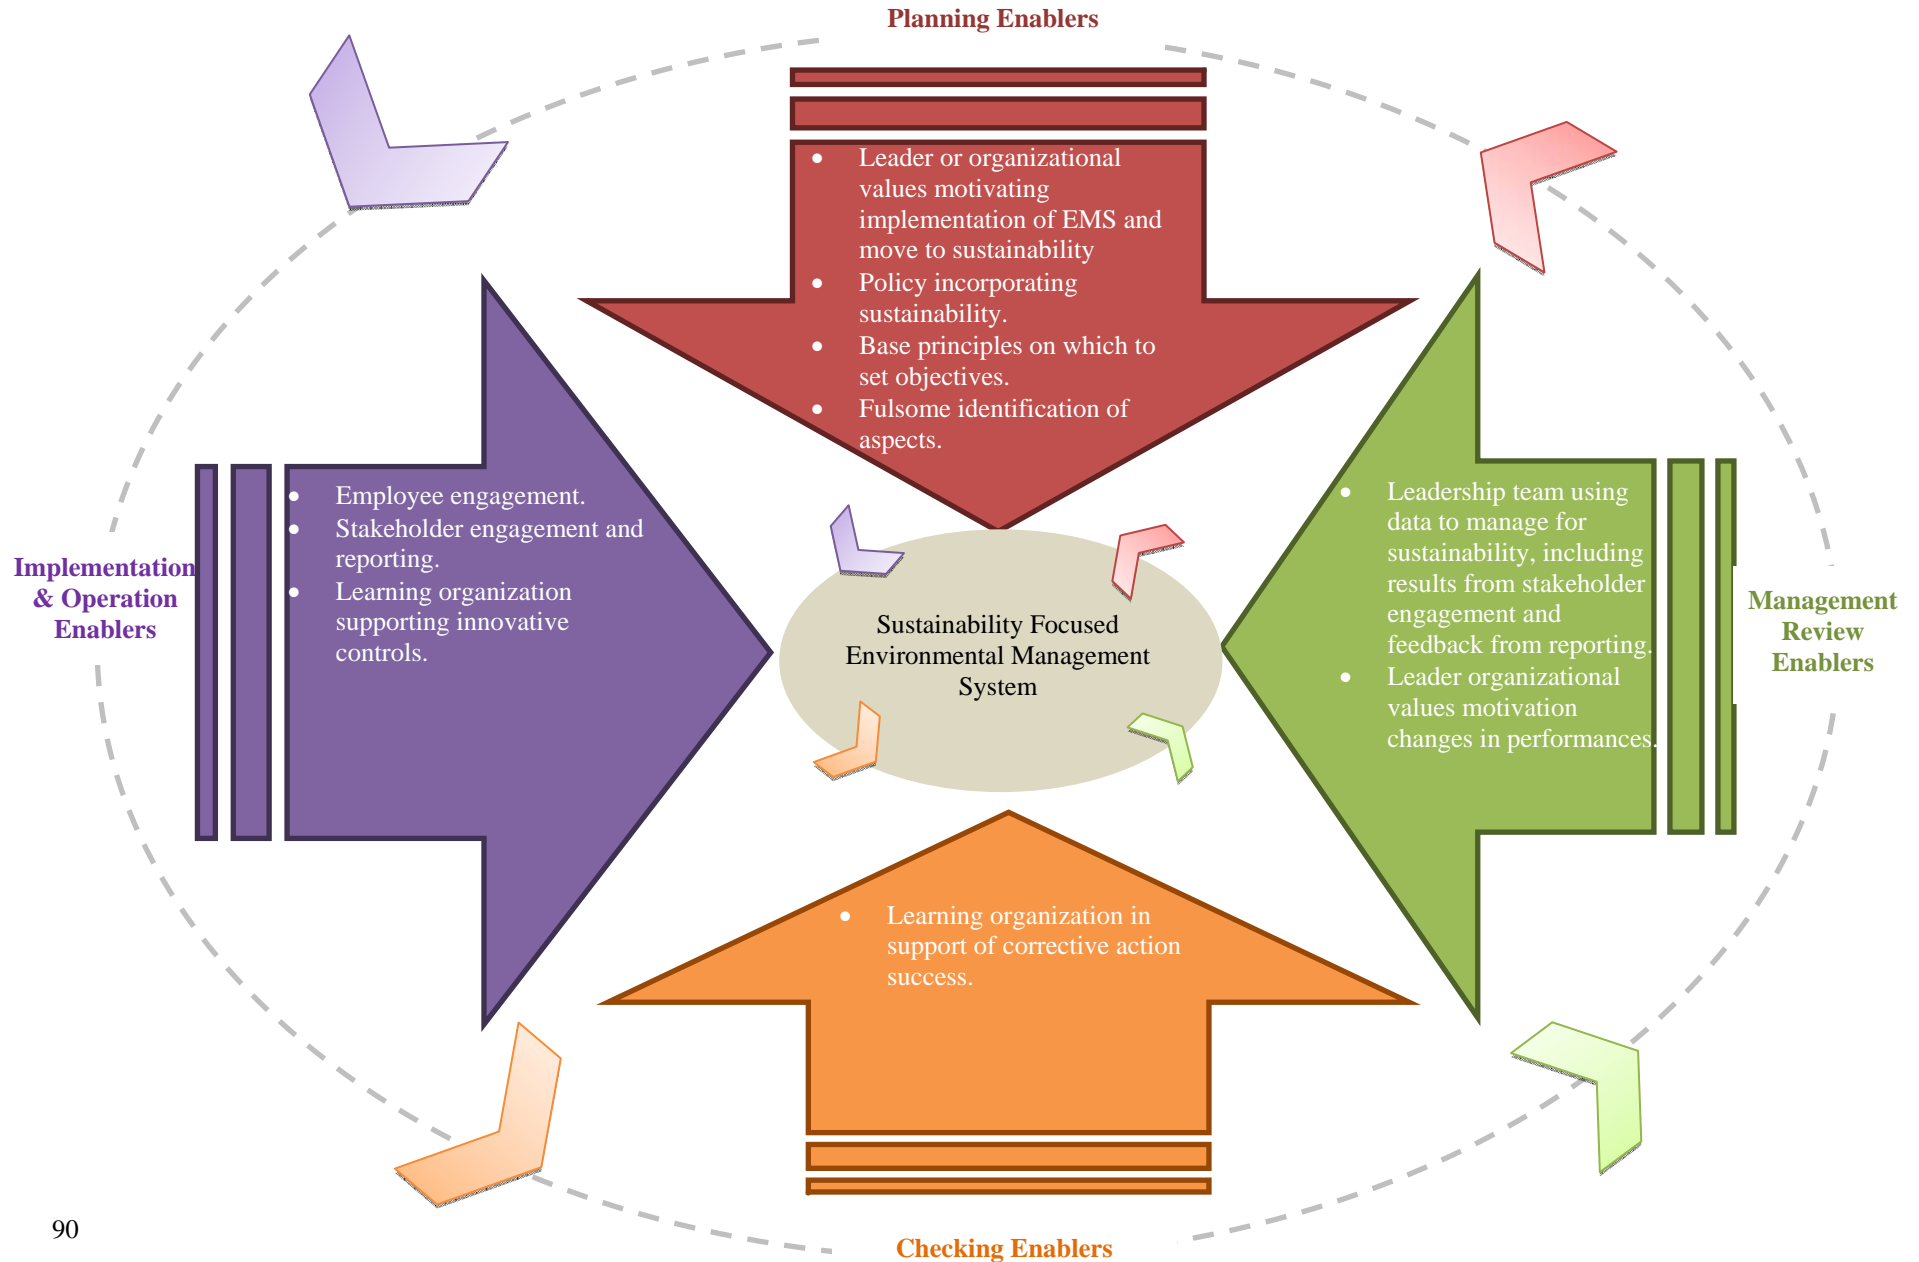 Planning Enablers
• Leader or organizational
values motivating
implementation of EMS and
move to sustainability
• Policy incorporating
sustainability.
• Base principles on which to
set objectives.
• Fulsome identification of
aspects.
Implementation
& Operation
Enablers
• Employee engagement.
• Stakeholder engagement and
reporting.
• Learning organization
supporting innovative
controls.
Sustainability Focused
Environmental Management
System
• Leadership team using
data to manage for
sustainability, including
results from stakeholder
engagement and
feedback from reporting.
• Leader organizational
values motivation
changes in performances.
Management
Review
Enablers
• Learning organization in
support of corrective action
success.
Checking Enablers
90